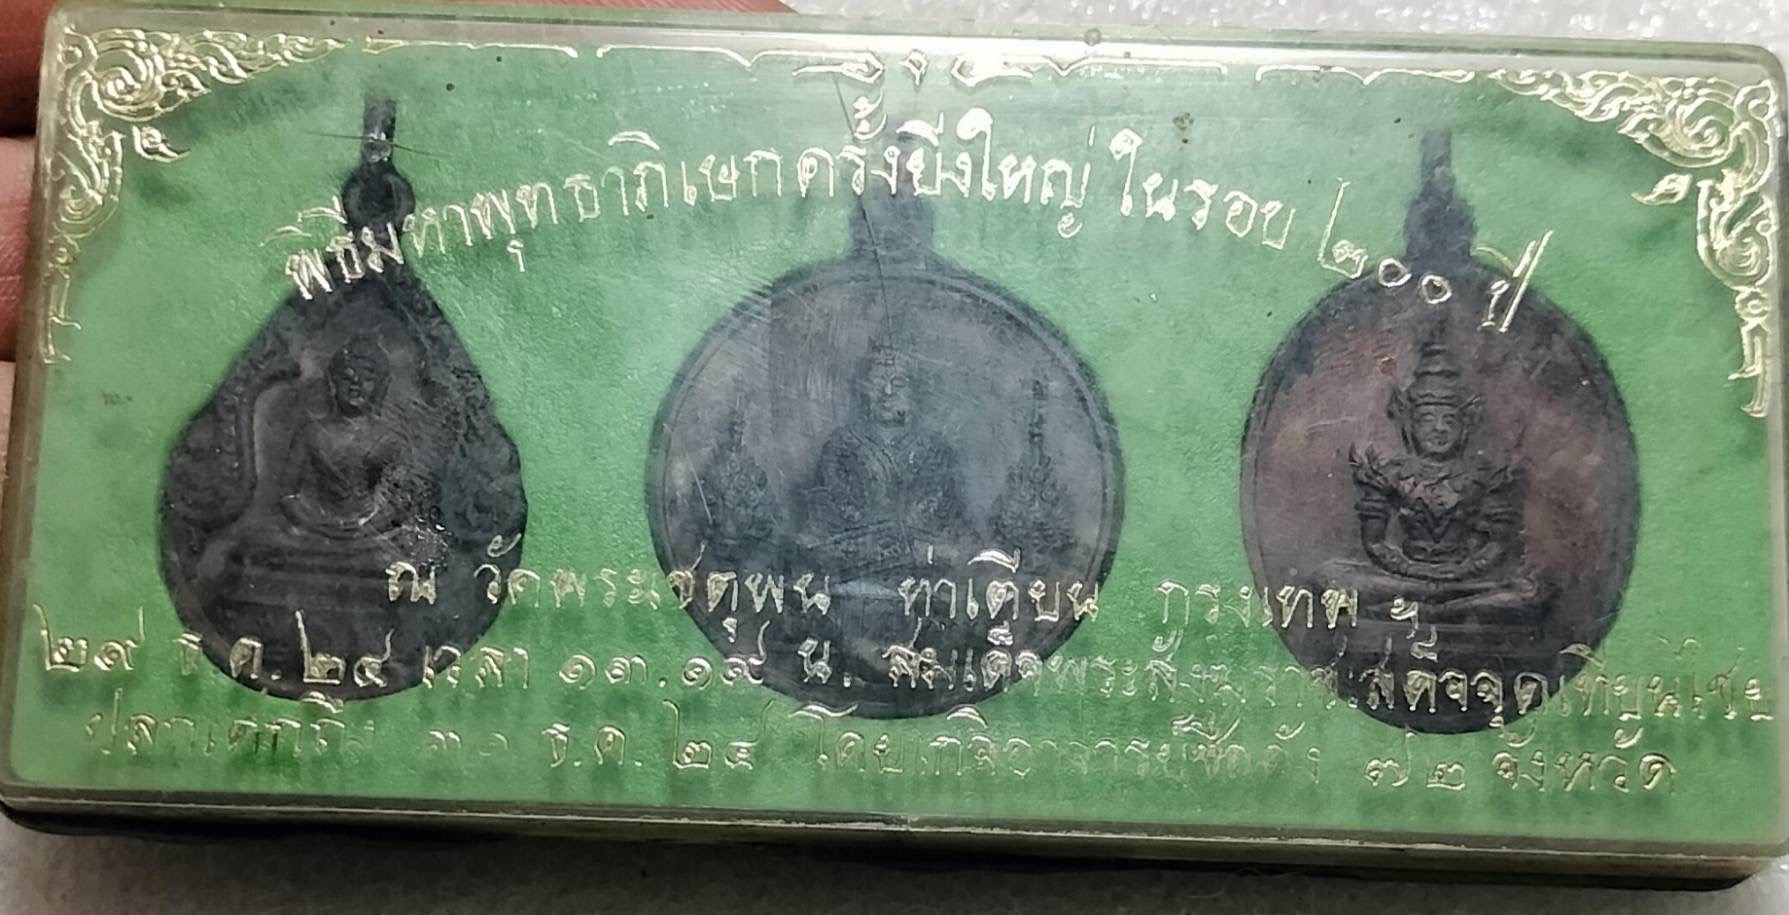 พิธีมหาพุทธาภิเษกครั้งยิ่งใหญ่ ในรอบ ๒๐๐ ปี
ณ วัดพระเชตุพน ท่าเตียน กรุงเทพ ฯ
๒๙ ธ.ค. ๒๔ เวลา ๑๓.๑๙ น. สมเด็จพระสังฆราช เสด็จจุดเทียนชัย
ปลุกเสกถึง ๓๐ ธ.ค. ๒๔ โดยเกจิอาจารย์ชื่อดัง ๗๒ จังหวัด